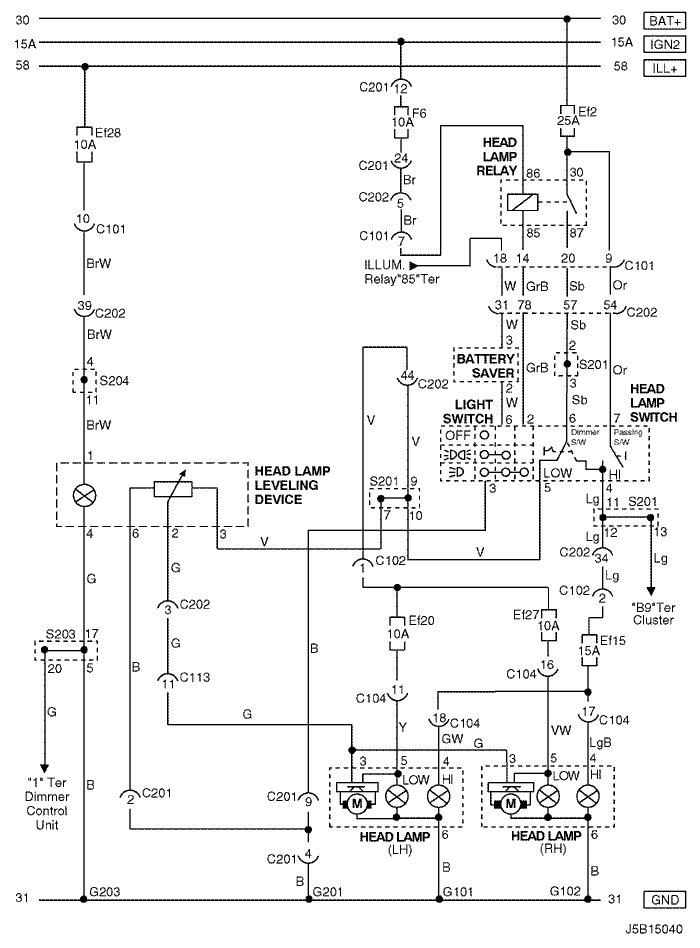 30 30 BAT+
15A 15A IGN2
58 58 ILL+
C201 12
Ef28
10A
F6
10A
Ef2
25A
HEAD
LAMP
RELAY
86 30
C201 24
Br
C202 5
Br
C101 7
85 87
10
C101
ILLUM.
Relay"85"Ter
18 14 20 9 C101
BrW
W GrB Sb Or
39
C202
31 78 57 54 C202
BrW
W Sb
3 2
BATTERY
SAVER
GrB S201 Or
4
S204
11
44
C202
2 3
W Sb
HEAD
LAMP
SWITCH
BrW
V V
LIGHT
SWITCH
6 2 6 7
OFF
Dimmer
S/W
Passing
S/W
LOW HI
1
HEAD LAMP
LEVELING
DEVICE
S201 9
7 10
3 5 4
Lg 11 S201
12 13
4 6 2 3
V V
Lg
C202 34
Lg
Lg
G G
C102
1
C102 2
"B9"Ter
Cluster
C202
3
Ef20
10A
Ef27
10A
Ef15
15A
S203 17
20 5
G
B B
C113
11
C104 11
C104 16
G
G
Y
18 C104
GW
VW
17
C104
LgB
G
3 5 4 3 5 4
LOW HI LOW HI
"1" Ter
Dimmer
Control
Unit
B
2 C201
C201 9
M M
HEAD LAMP
(LH)
6
HEAD LAMP
(RH)
6
C201 4
B B B
31 G203 G201 G101 G102 31 GND
J5B15040